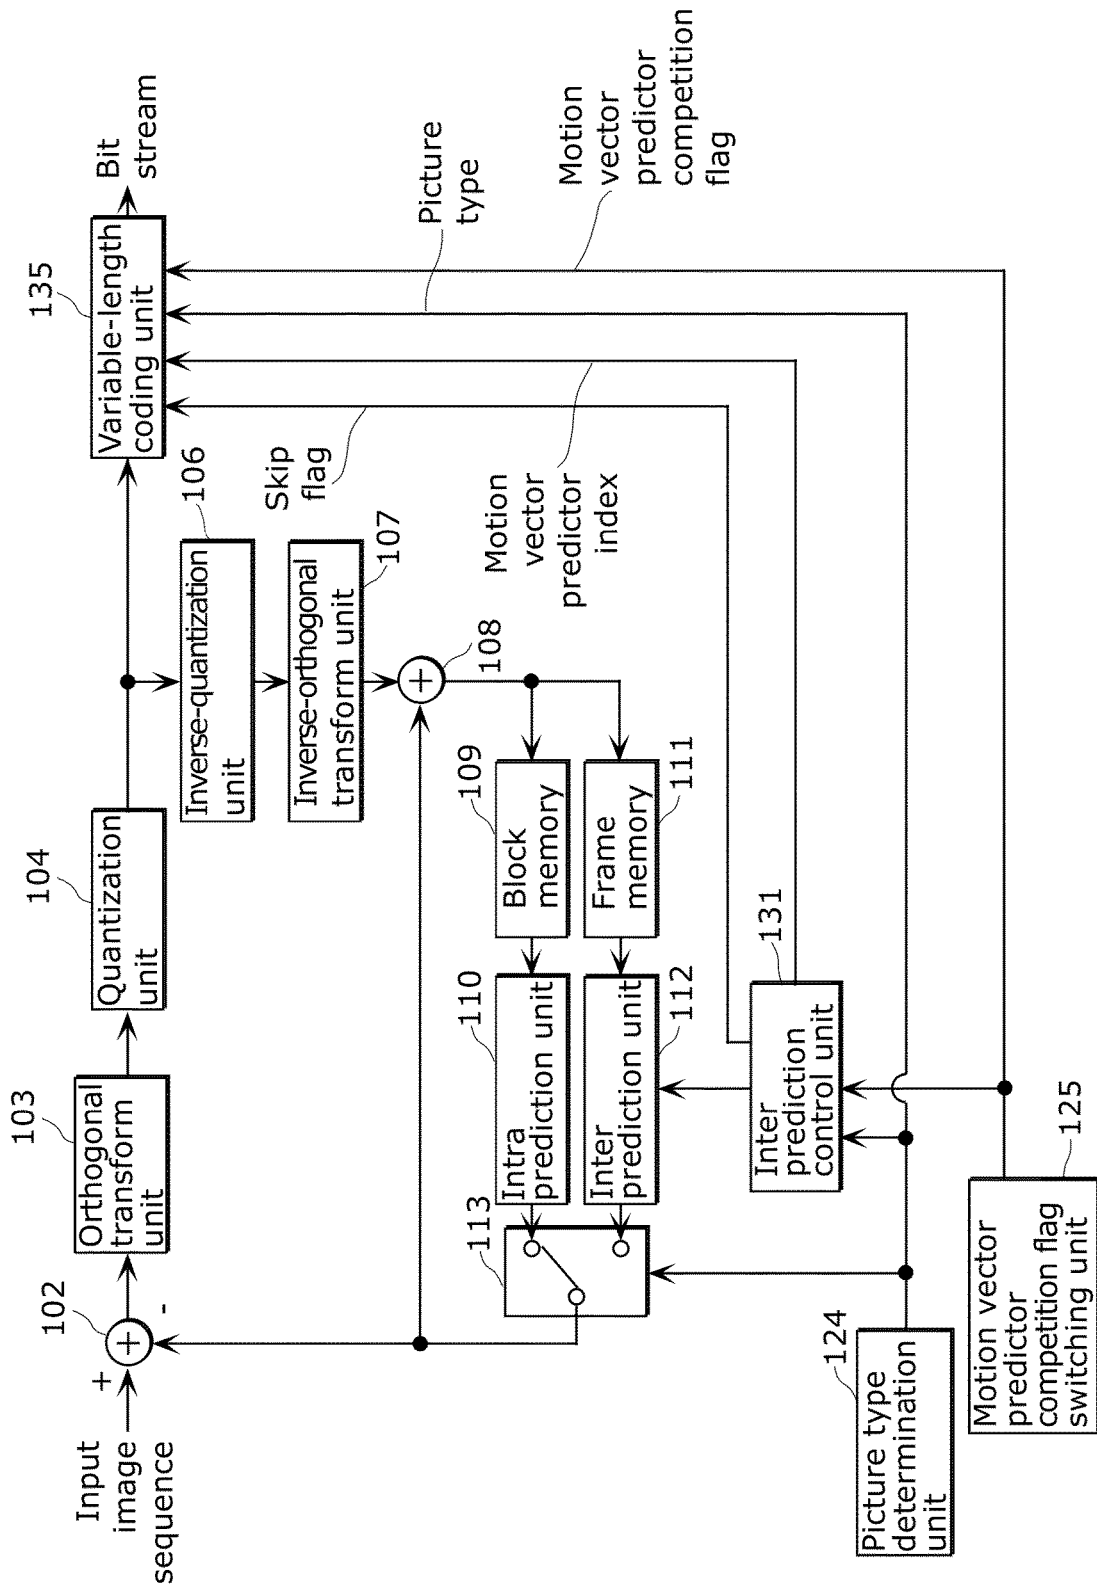 Input
image
sequence
+
-
102
103
Orthogonal
transform
unit
104
Quantization
unit
135
Variable-length
coding unit
Bit
stream
106
Inverse-quantization
unit
107
Inverse-orthogonal
transform unit
108
Skip
flag
Motion
vector
predictor
index
Picture
type
Motion
vector
predictor
competition
flag
109
Block
memory
111
Frame
memory
110
Intra
prediction unit
112
Inter
prediction unit
113
131
Inter
prediction
control unit
124
Picture type
determination
unit
125
Motion vector
predictor
competition flag
switching unit